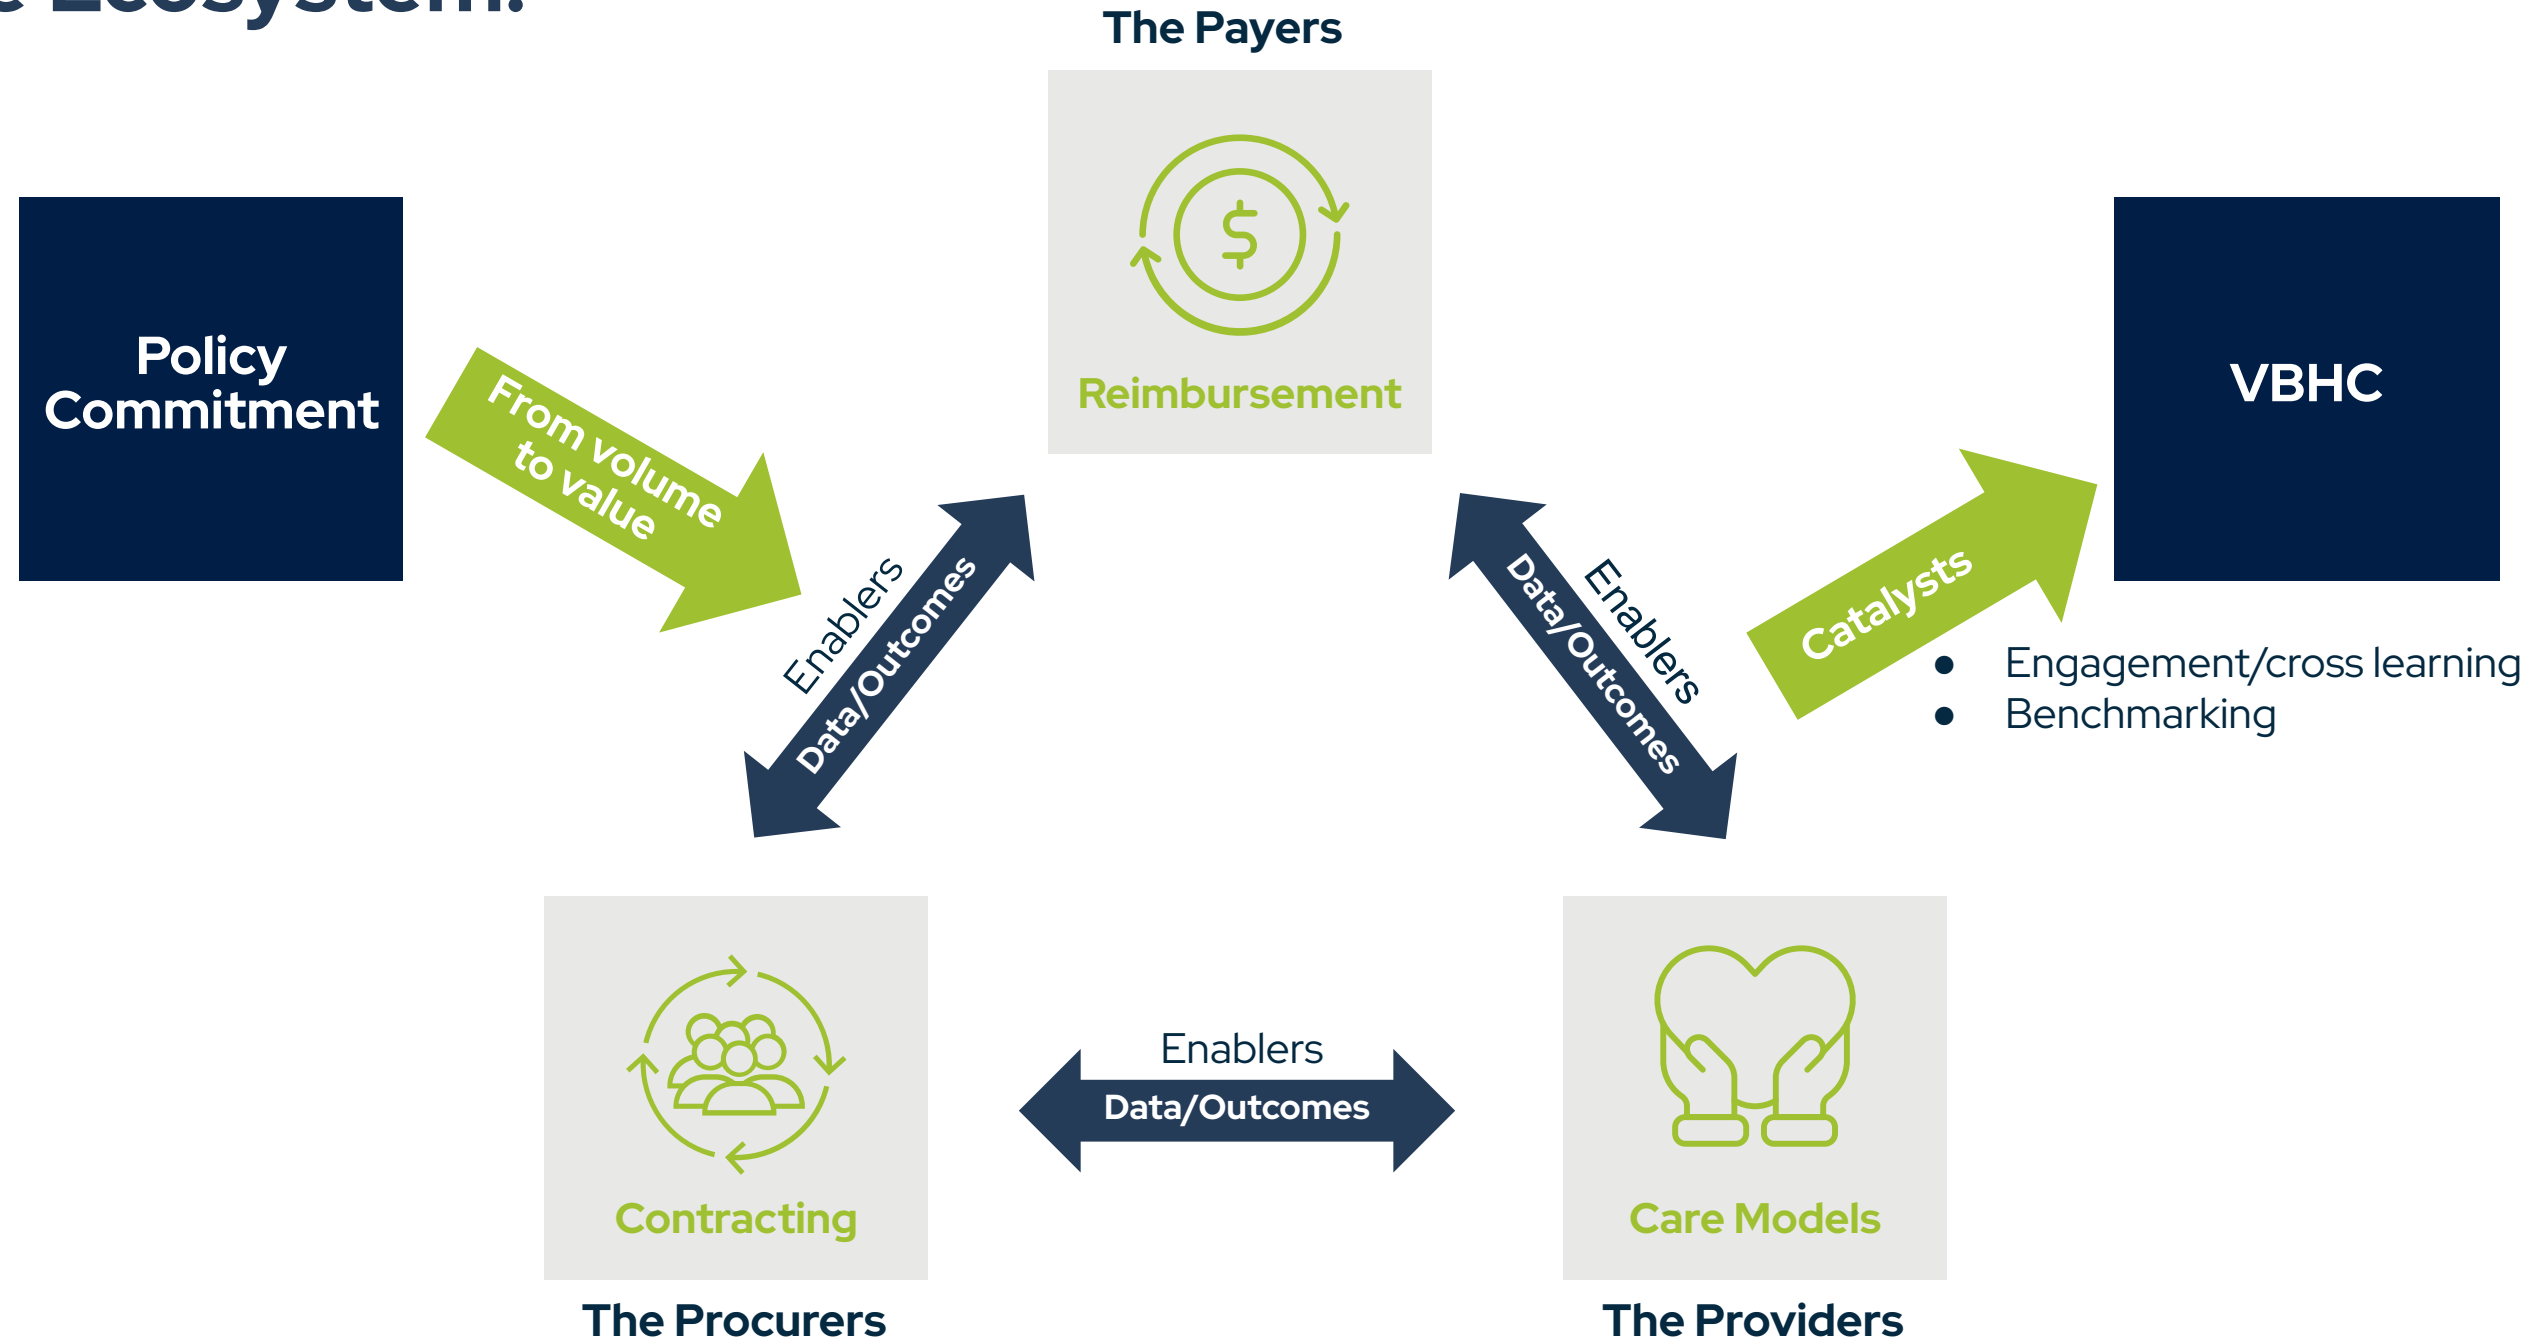 Ecosystem.
The Payers
$
Reimbursement
Policy
Commitment
From volume
to value
VBHC
Enablers
Data/Outcomes
Enablers
Data/Outcomes
Catalysts
● Engagement/cross learning
● Benchmarking
Enablers
Data/Outcomes
Contracting
The Procurers
Care Models
The Providers